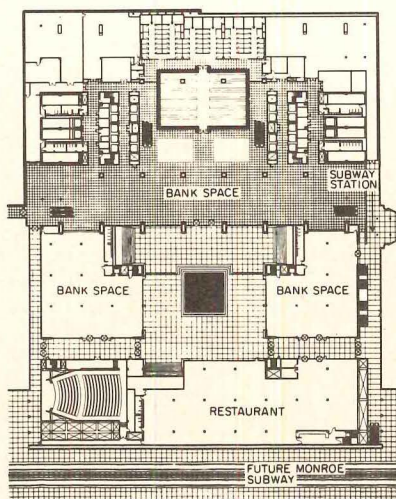 BANK SPACE
SUBWAY
STATION
BANK SPACE
BANK SPACE
RESTAURANT
FUTURE MONROE
SUBWAY